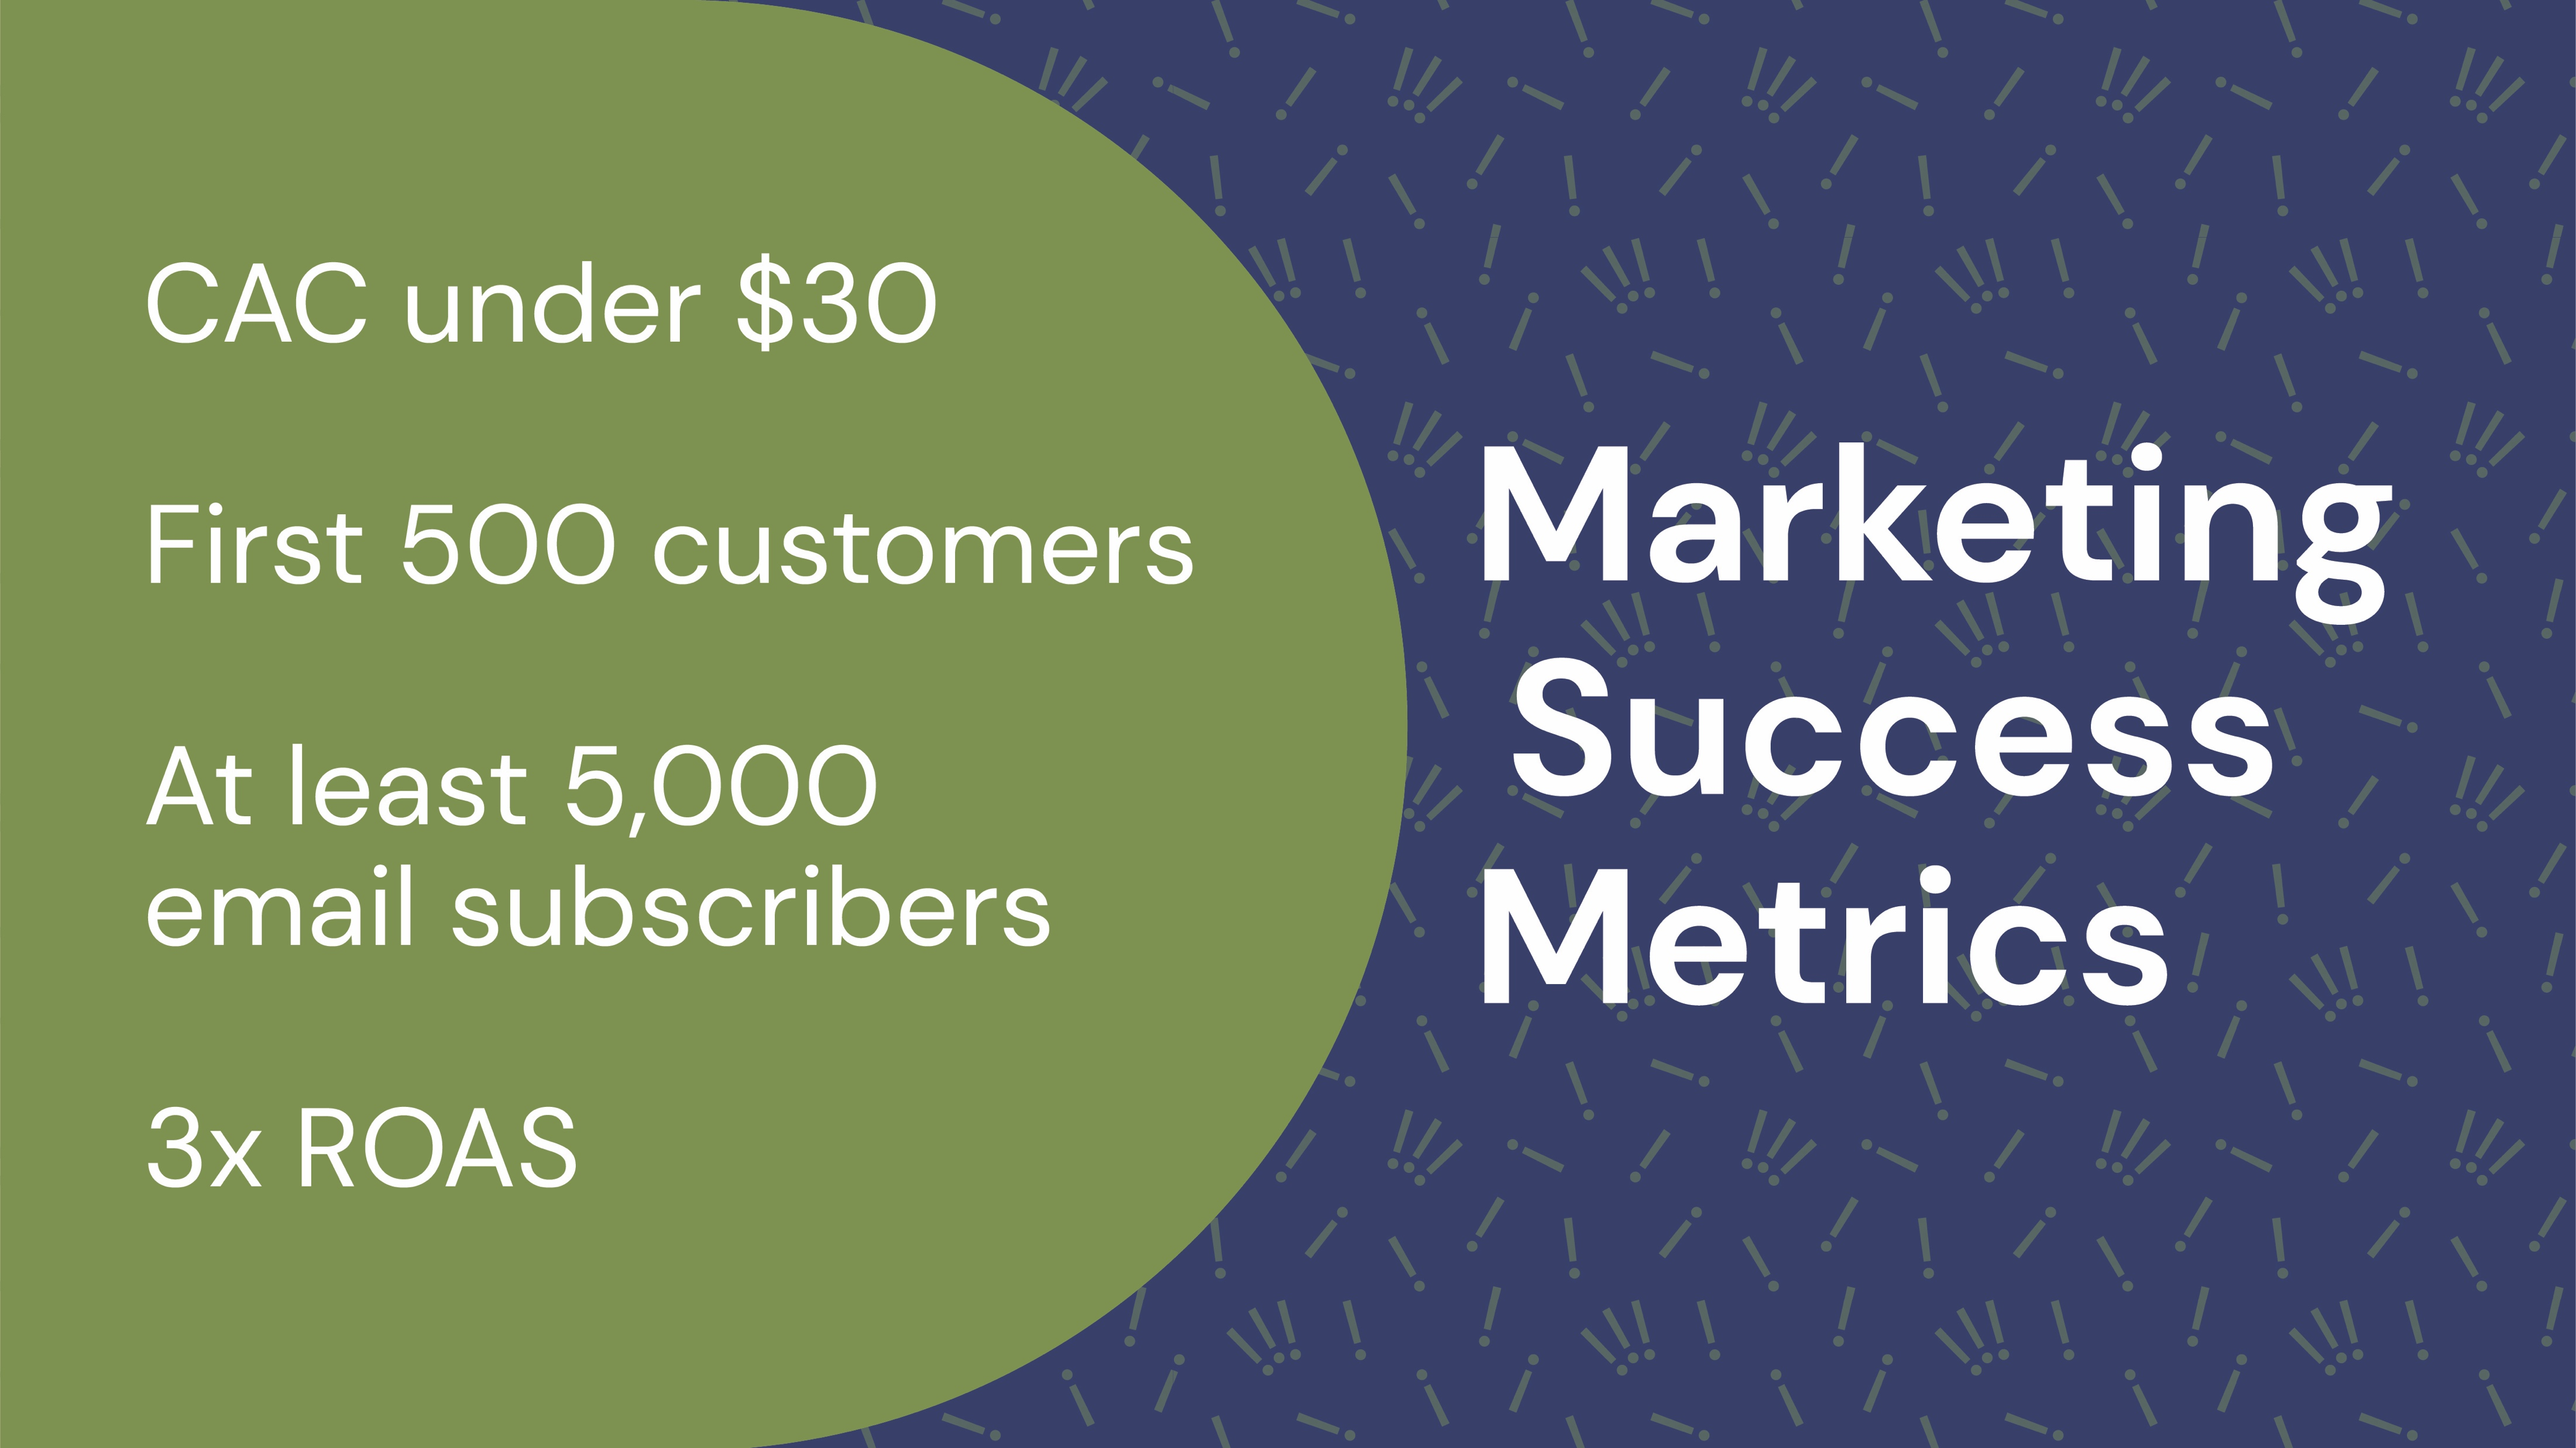 CAC under $30
First 500 customers
At least 5,000
email subscribers
3x ROAS
Marketing
Success
Metrics